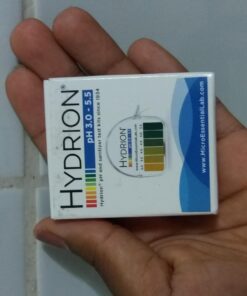 HYDRION®
pH 3.0 - 5.5
Hydrion® pH and sanitizer test kits since 1934
HYDRION®
www.MicroEssentialLab.com